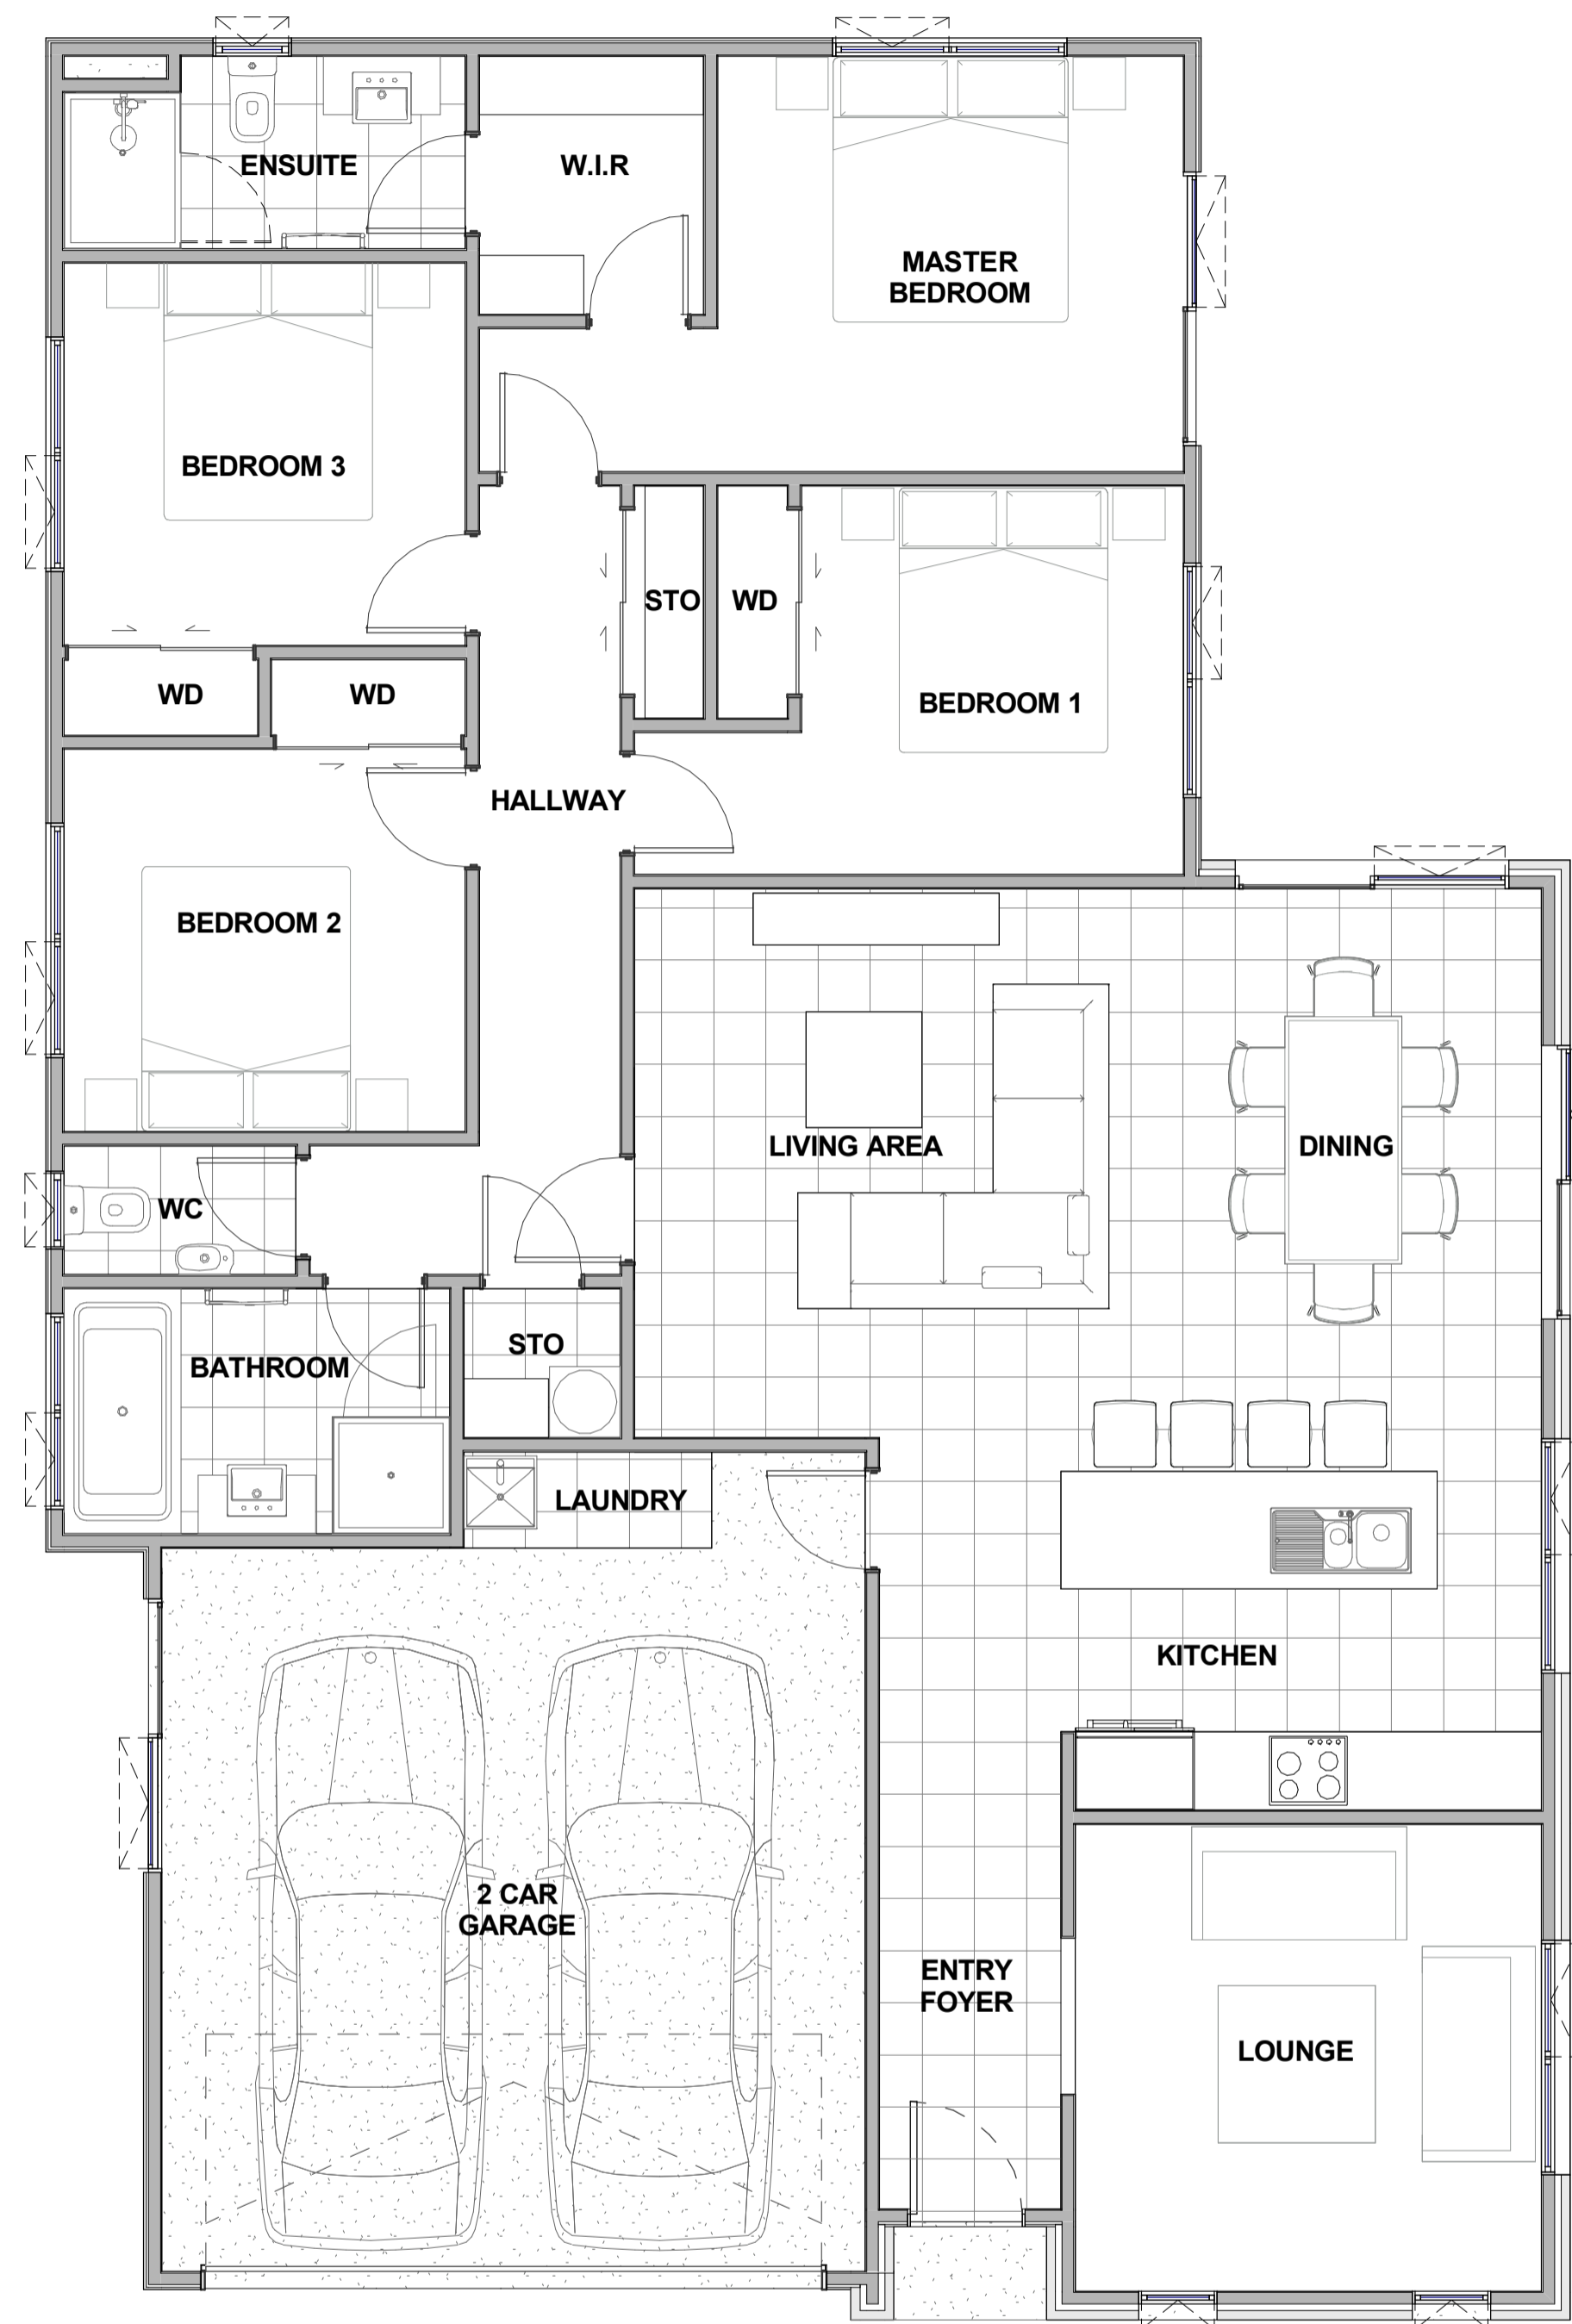 ENSUITE
W.I.R
MASTER
BEDROOM
BEDROOM 3
STO
WD
WD
WD
BEDROOM 1
HALLWAY
BEDROOM 2
LIVING AREA
DINING
WC
STO
BATHROOM
LAUNDRY
KITCHEN
2 CAR
GARAGE
ENTRY
FOYER
LOUNGE